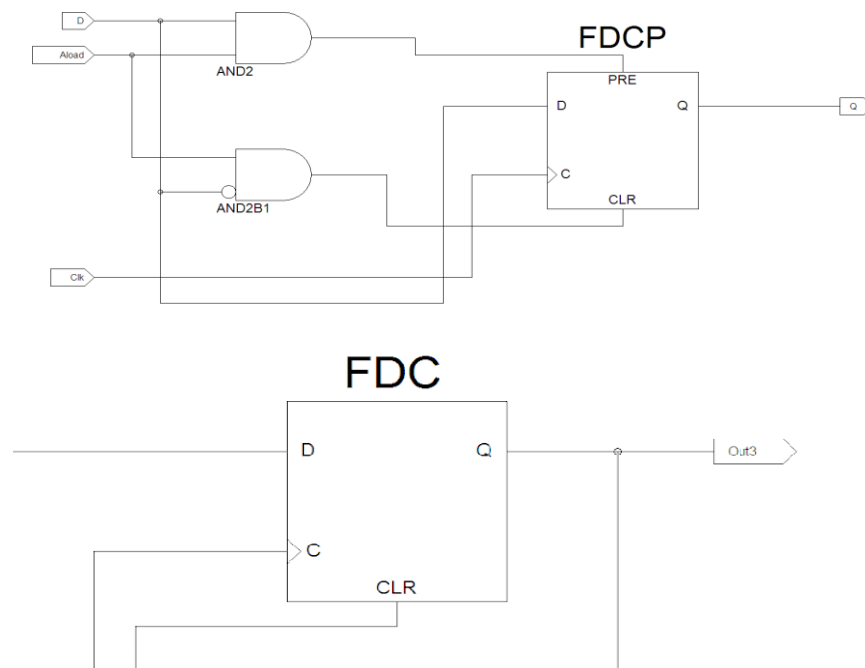 D
Aload
AND2
FDCP
PRE
D
Q
Q
C
CLR
AND2B1
Clk
FDC
D
Q
Out3
C
CLR